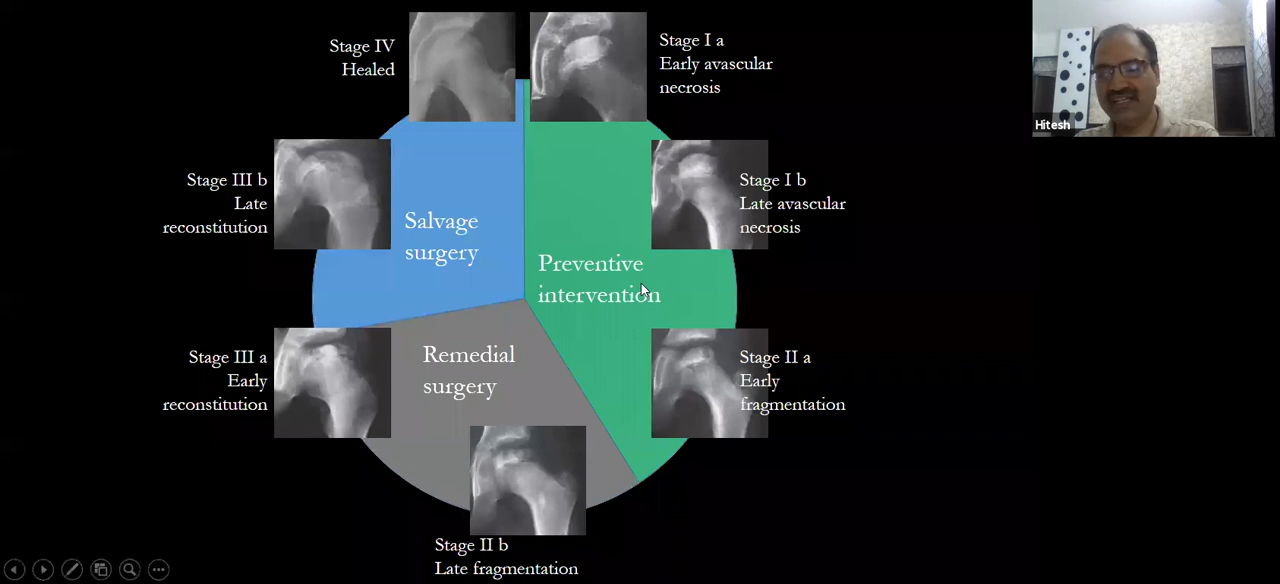 Stage IV
Healed
Stage I a
Early avascular
necrosis
Hitesh
Stage III b
Late
reconstitution
Stage I b
Late avascular
necrosis
Salvage
surgery
Preventive
intervention
Stage III a
Early
reconstitution
Remedial
surgery
Stage II a
Early
fragmentation
Stage II b
Late fragmentation